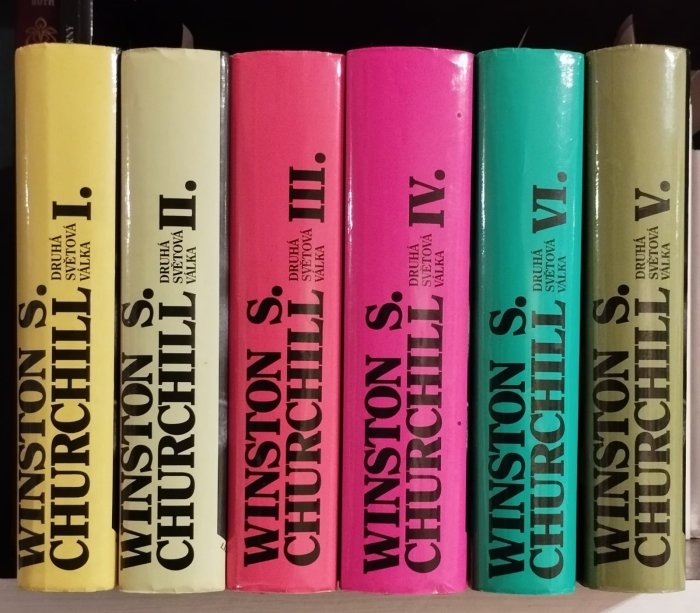 WINSTON S.
CHURCHILL
DRUHÁ
SVĚTOVÁ
VÁLKA
I.
WINSTON S.
CHURCHILL
DRUHÁ
SVĚTOVÁ
VÁLKA
II.
WINSTON S.
CHURCHILL
DRUHÁ
SVĚTOVÁ
VÁLKA
III.
WINSTON S.
CHURCHILL
DRUHÁ
SVĚTOVÁ
VÁLKA
IV.
WINSTON S.
CHURCHILL
DRUHÁ
SVĚTOVÁ
VÁLKA
VI.
WINSTON S.
CHURCHILL
DRUHÁ
SVĚTOVÁ
VÁLKA
V.